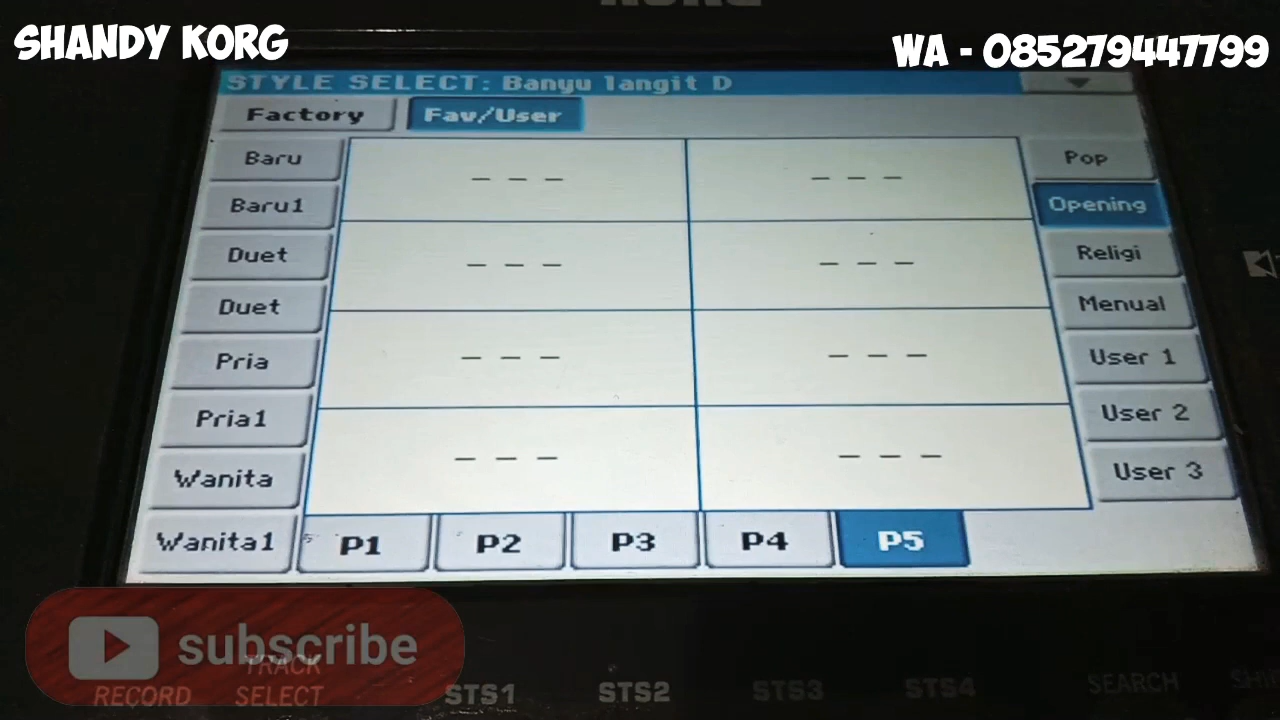 KORG
SHANDY KORG
WA - 085279447799
STYLE SELECT: Banyu langit D
Factory
Fav/User
Baru
Baru1
Duet
Duet
Pria
Pria1
Wanita
Wanita1
- - -
- - -
- - -
- - -
- - -
- - -
- - -
- - -
Pop
Opening
Religi
Menual
User 1
User 2
User 3
P1
P2
P3
P4
P5
subscribe
RECORD
TRACK
SELECT
STS1
STS2
STS3
STS4
SEARCH